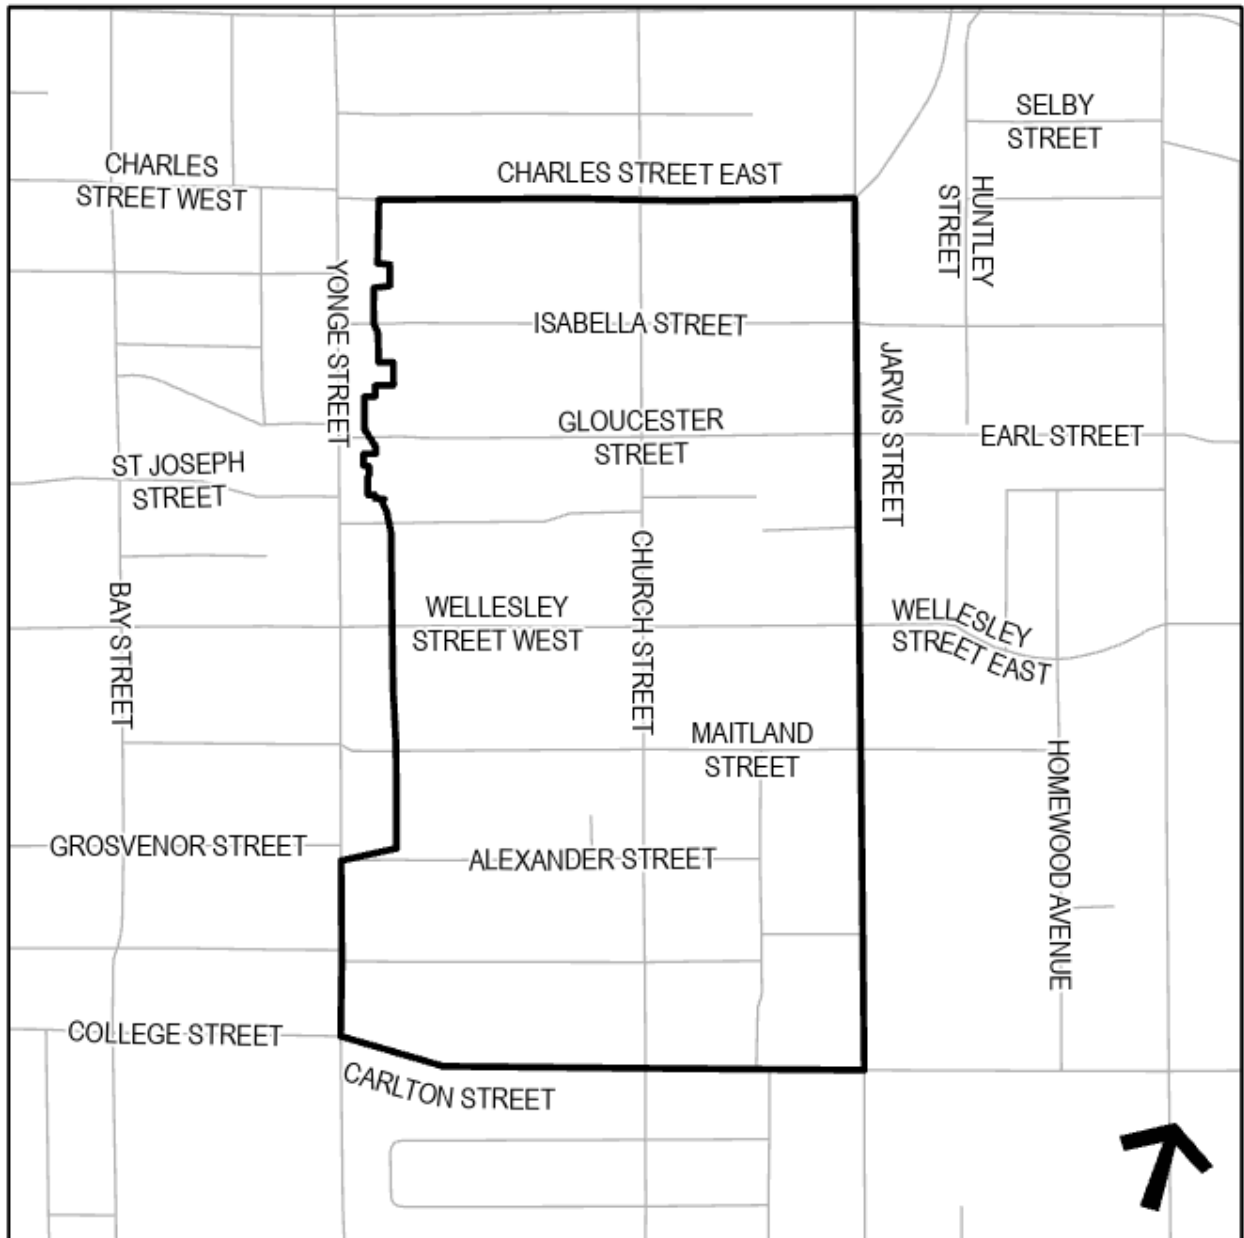 SELBY
STREET
CHARLES
STREET WEST
CHARLES STREET EAST
HUNTLEY
STREET
YONGE STREET
ISABELLA STREET
JARVIS STREET
GLOUCESTER
STREET
EARL STREET
ST JOSEPH
STREET
CHURCH STREET
BAY STREET
WELLESLEY
STREET WEST
WELLESLEY
STREET EAST
MAITLAND
STREET
HOMEWOOD AVENUE
GROSVENOR STREET
ALEXANDER STREET
COLLEGE STREET
CARLTON STREET